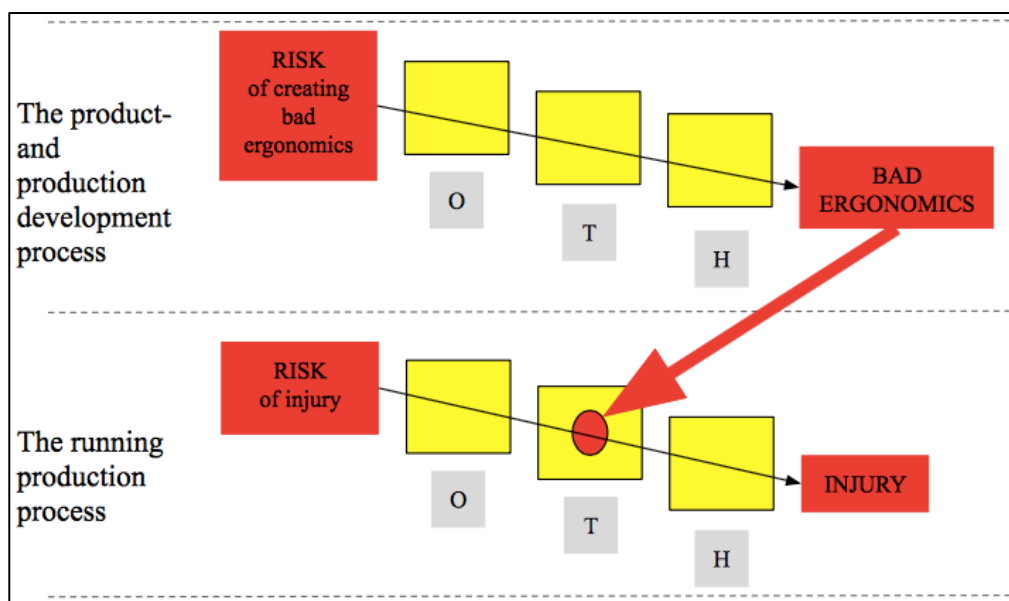 The product-
and
production
development
process
RISK
of creating
bad
ergonomics
O
T
H
BAD
ERGONOMICS
The running
production
process
RISK
of injury
O
T
H
INJURY